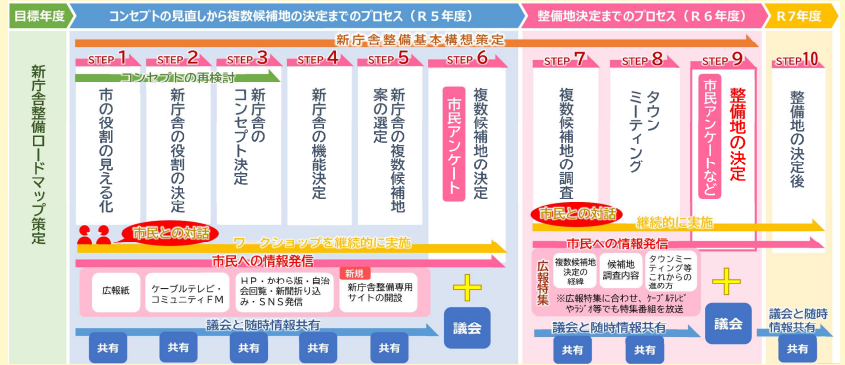 目標年度
コンセプトの見直しから複数候補地の決定までのプロセス（R５年度）
整備地決定までのプロセス（R６年度）
R７年度
新庁舎整備ロードマップ策定
新庁舎整備基本構想策定
STEP 1
STEP 2
STEP 3
STEP 4
STEP 5
STEP 6
STEP 7
STEP 8
STEP 9
STEP 10
コンセプトの再検討
市の役割の見える化
新庁舎の役割の決定
新庁舎の
コンセプト決定
新庁舎の機能決定
新庁舎の複数候補地
案の選定
複数候補地の決定
市民アンケート
複数候補地の調査
タウン
ミーティング
整備地の決定
市民アンケートなど
整備地の決定後
市民との対話
ワークショップを継続的に実施
市民との対話
継続的に実施
市民への情報発信
市民への情報発信
広報紙
ケーブルテレビ・
コミュニティFM
HP・かわら版・自治
会回覧・新聞折り込
み・SNS発信
新規
新庁舎整備専用
サイトの開設
広報特集
複数候補地
決定の
経緯
候補地
調査内容
タウンミー
ティング等
これからの
進め方
※広報特集に合わせ、ケーブルテレビ
やラジオ等でも特集番組を放送
＋
議会
＋
議会
議会と随時情報共有
共有
共有
共有
共有
共有
議会と随時情報共有
共有
共有
議会と随時
情報共有
共有